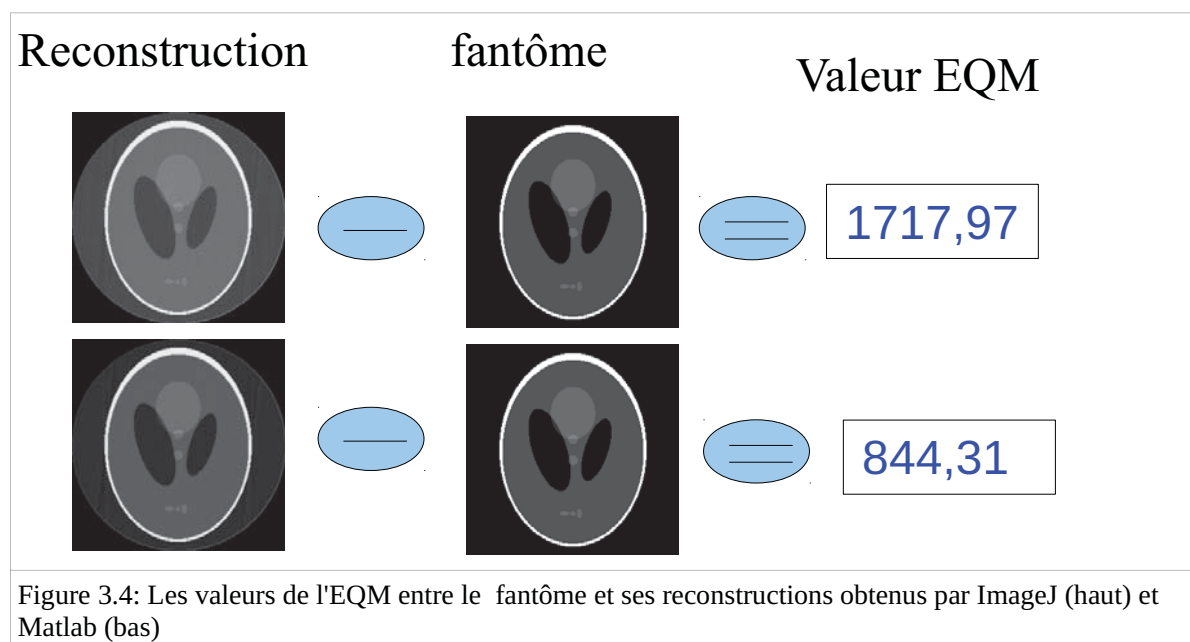 Reconstruction fantôme Valeur EQM
1717,97
844,31
Figure 3.4: Les valeurs de l'EQM entre le fantôme et ses reconstructions obtenus par ImageJ (haut) et
Matlab (bas)